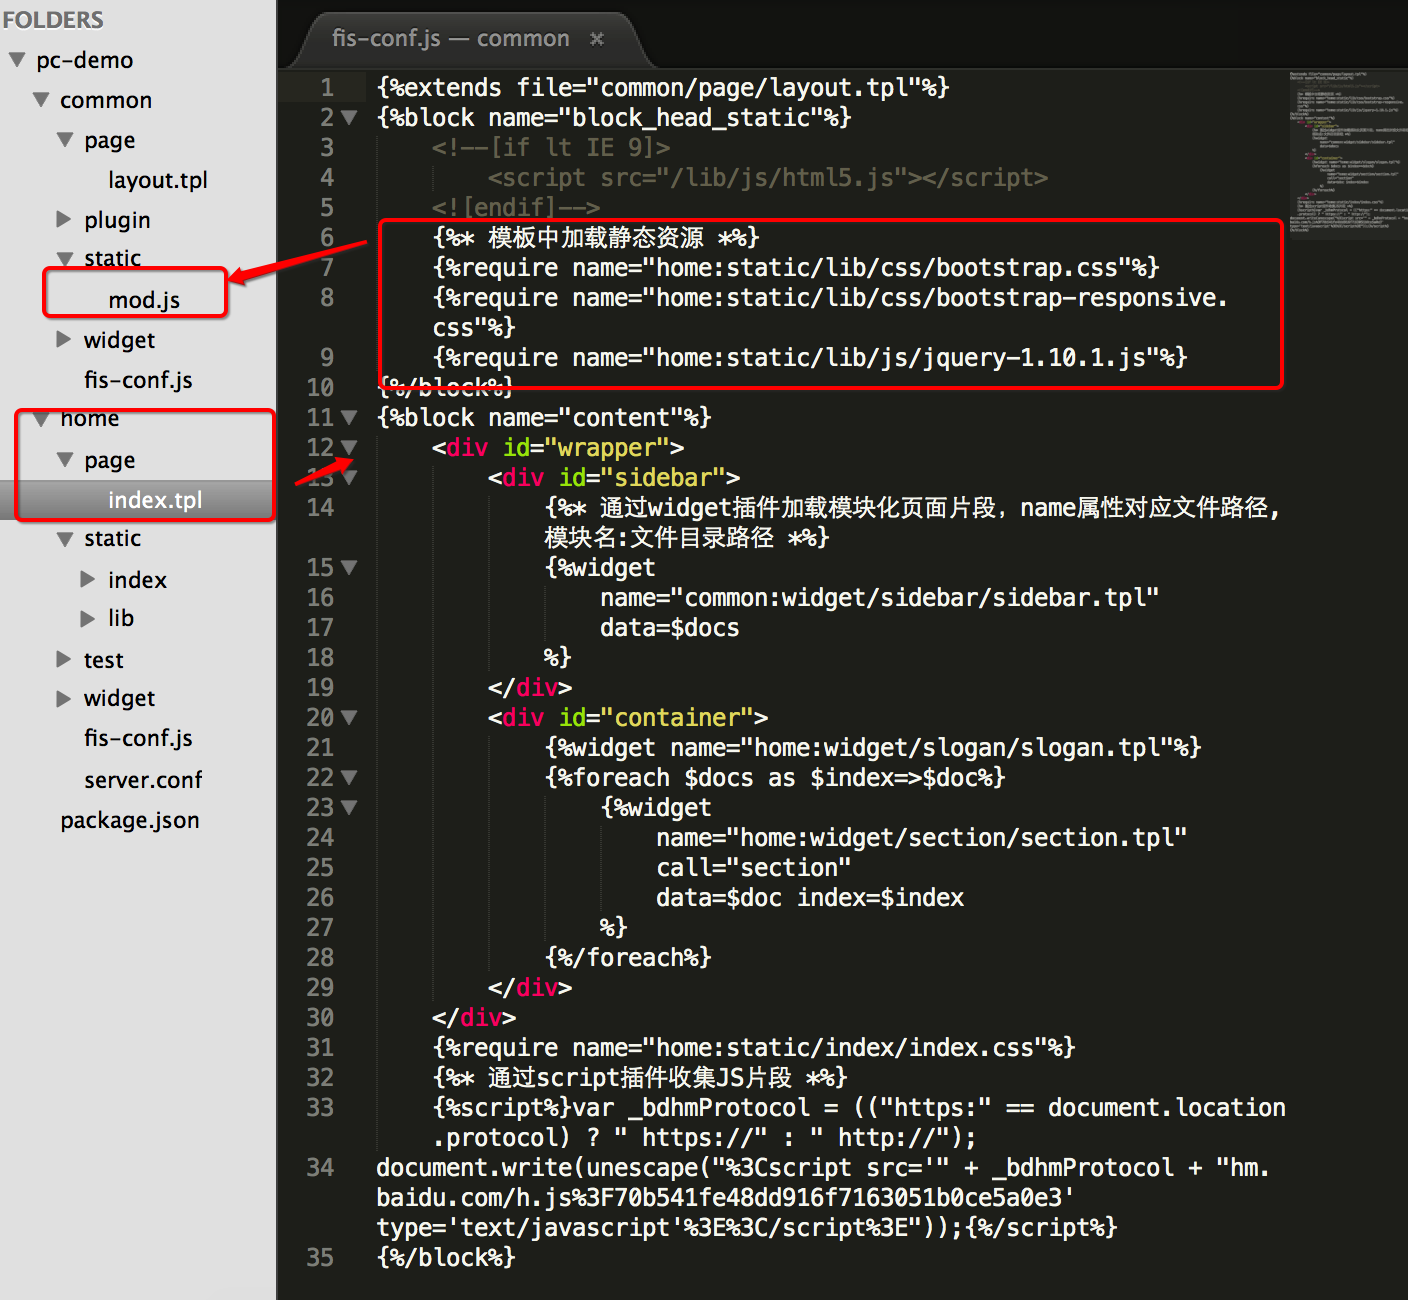 FOLDERS
pc-demo
common
page
layout.tpl
plugin
static
mod.js
widget
fis-conf.js
home
page
index.tpl
static
index
lib
test
widget
fis-conf.js
server.conf
package.json
fis-conf.js — common ×
1 {%extends file="common/page/layout.tpl"%}
2 {%block name="block_head_static"%}
3 <!--[if lt IE 9]>
4 <script src="/lib/js/html5.js"></script>
5 <![endif]-->
6 {%* 模板中加载静态资源 *%}
7 {%require name="home:static/lib/css/bootstrap.css"%}
8 {%require name="home:static/lib/css/bootstrap-responsive.
css"%}
9 {%require name="home:static/lib/js/jquery-1.10.1.js"%}
10 {%/block%}
11 {%block name="content"%}
12 <div id="wrapper">
13 <div id="sidebar">
14 {%* 通过widget插件加载模块化页面片段，name属性对应文件路径,
模块名:文件目录路径 *%}
15 {%widget
16 name="common:widget/sidebar/sidebar.tpl"
17 data=$docs
18 %}
19 </div>
20 <div id="container">
21 {%widget name="home:widget/slogan/slogan.tpl"%}
22 {%foreach $docs as $index=>$doc%}
23 {%widget
24 name="home:widget/section/section.tpl"
25 call="section"
26 data=$doc index=$index
27 %}
28 {%/foreach%}
29 </div>
30 </div>
31 {%require name="home:static/index/index.css"%}
32 {%* 通过script插件收集JS片段 *%}
33 {%script%}var _bdhmProtocol = (("https:" == document.location
.protocol) ? " https://" : " http://");
34 document.write(unescape("%3Cscript src='" + _bdhmProtocol + "hm.
baidu.com/h.js%3F70b541fe48dd916f7163051b0ce5a0e3'
type='text/javascript'%3E%3C/script%3E"));{%/script%}
35 {%/block%}